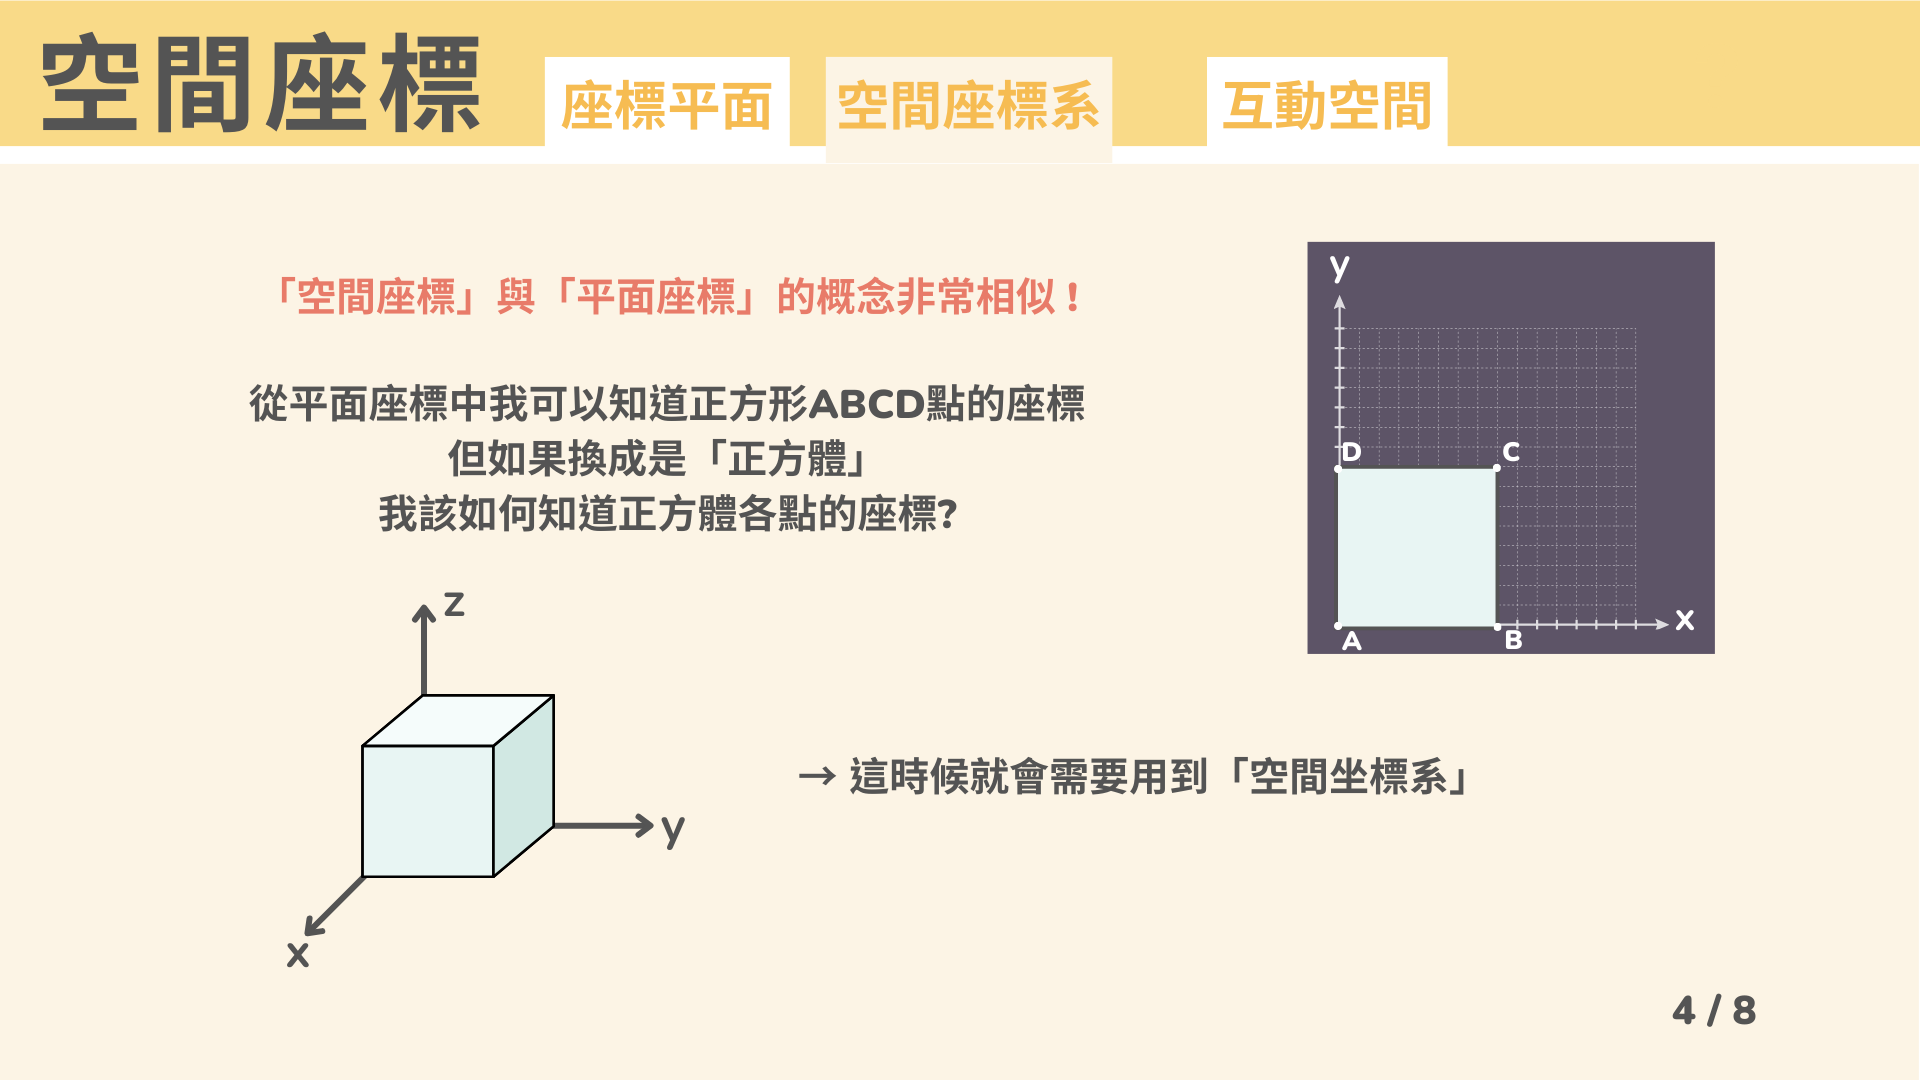 空間座標
座標平面
空間座標系
互動空間
「空間座標」與「平面座標」的概念非常相似！
從平面座標中我可以知道正方形ABCD點的座標
但如果換成是「正方體」
我該如何知道正方體各點的座標?
y
D
C
A
B
x
z
y
x
→ 這時候就會需要用到「空間坐標系」
4 / 8